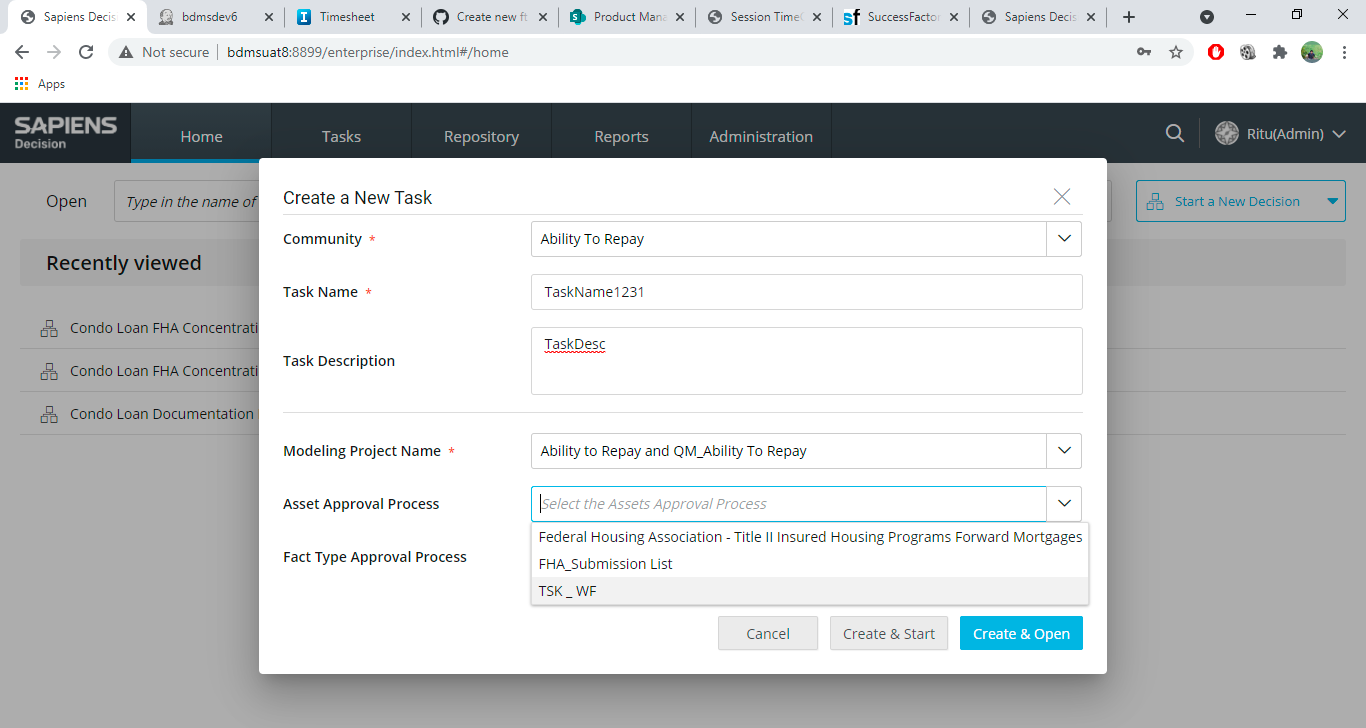 Sapiens Decis
bdmsdev6
Timesheet
Create new ft
Product Mana
Session Time
SuccessFactor
Sapiens Decis
Not secure
bdmsuat8:8899/enterprise/index.html#/home
Apps
SAPIENS
Decision
Home
Tasks
Repository
Reports
Administration
Ritu(Admin)
Open
Type in the name of
Start a New Decision
Recently viewed
Condo Loan FHA Concentrati
Condo Loan FHA Concentrati
Condo Loan Documentation
Create a New Task
Community *
Ability To Repay
Task Name *
TaskName1231
Task Description
TaskDesc
Modeling Project Name *
Ability to Repay and QM_Ability To Repay
Asset Approval Process
Select the Assets Approval Process
Federal Housing Association - Title II Insured Housing Programs Forward Mortgages
Fact Type Approval Process
FHA_Submission List
TSK _ WF
Cancel
Create & Start
Create & Open